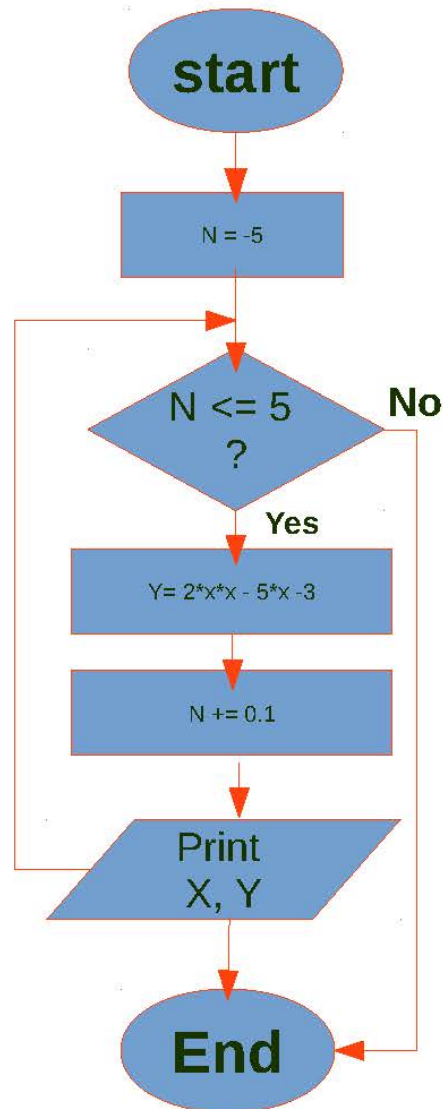 start
N = -5
N <= 5
?
No
Yes
Y= 2*x*x - 5*x -3
N += 0.1
Print
X, Y
End